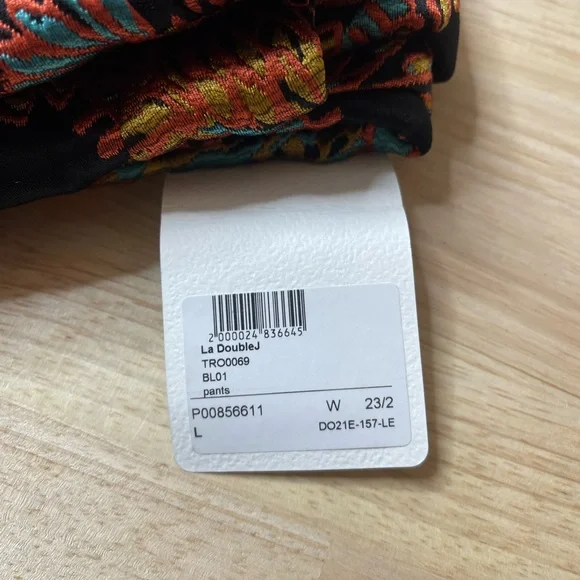 2 000024 836645
La DoubleJ
TRO0069
BL01
pants
P00856611 W 23/2
L DO21E-157-LE